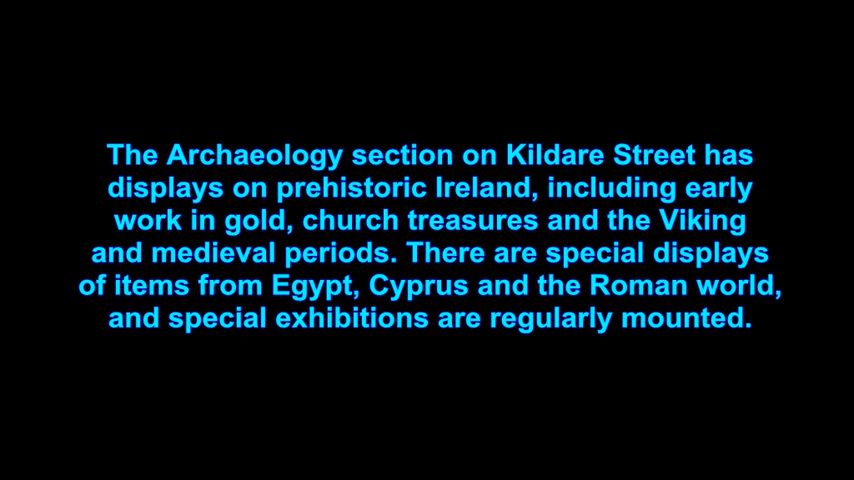 The Archaeology section on Kildare Street has
displays on prehistoric Ireland, including early
work in gold, church treasures and the Viking
and medieval periods. There are special displays
of items from Egypt, Cyprus and the Roman world,
and special exhibitions are regularly mounted.